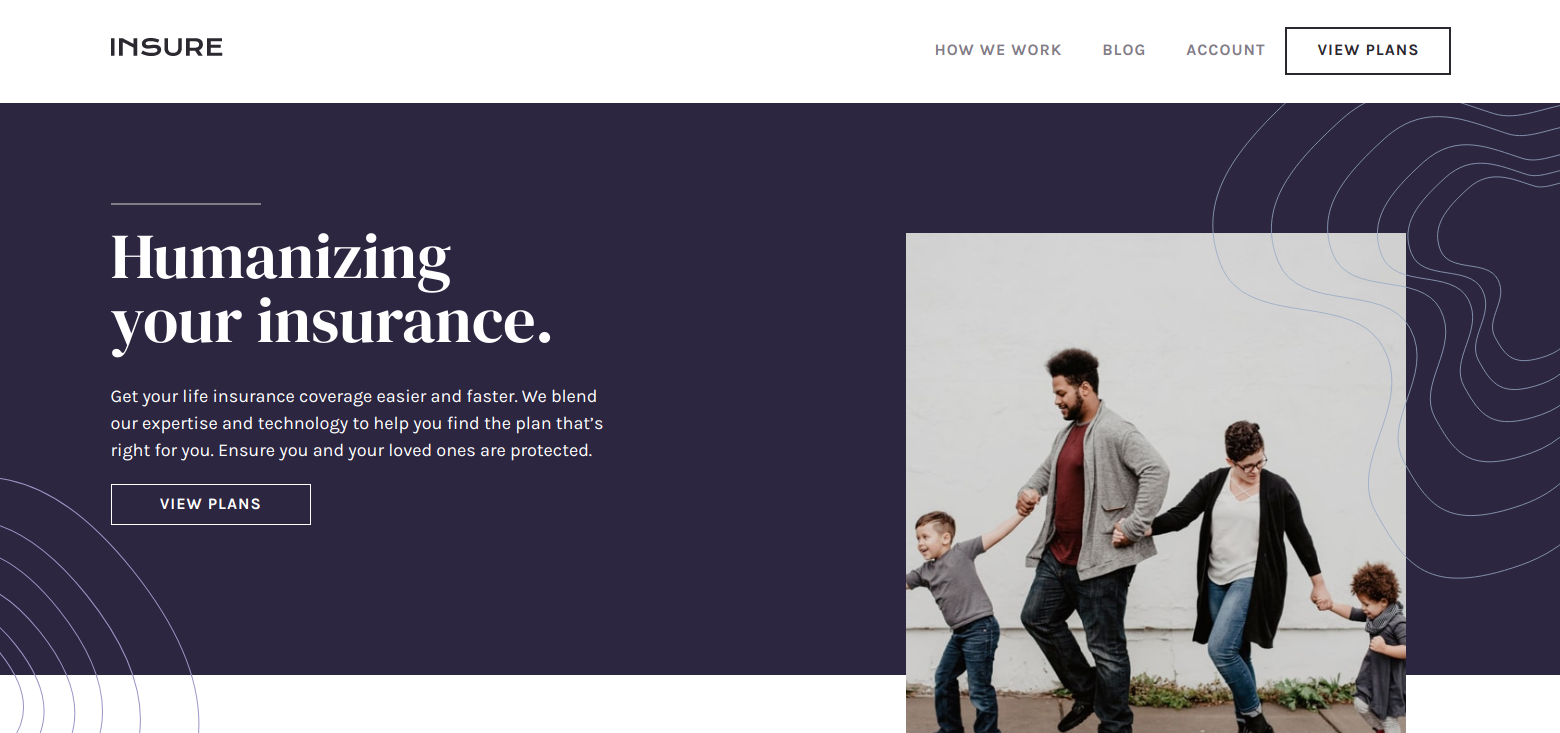 INSURE
HOW WE WORK
BLOG
ACCOUNT
VIEW PLANS
Humanizing
your insurance.
Get your life insurance coverage easier and faster. We blend
our expertise and technology to help you find the plan that’s
right for you. Ensure you and your loved ones are protected.
VIEW PLANS